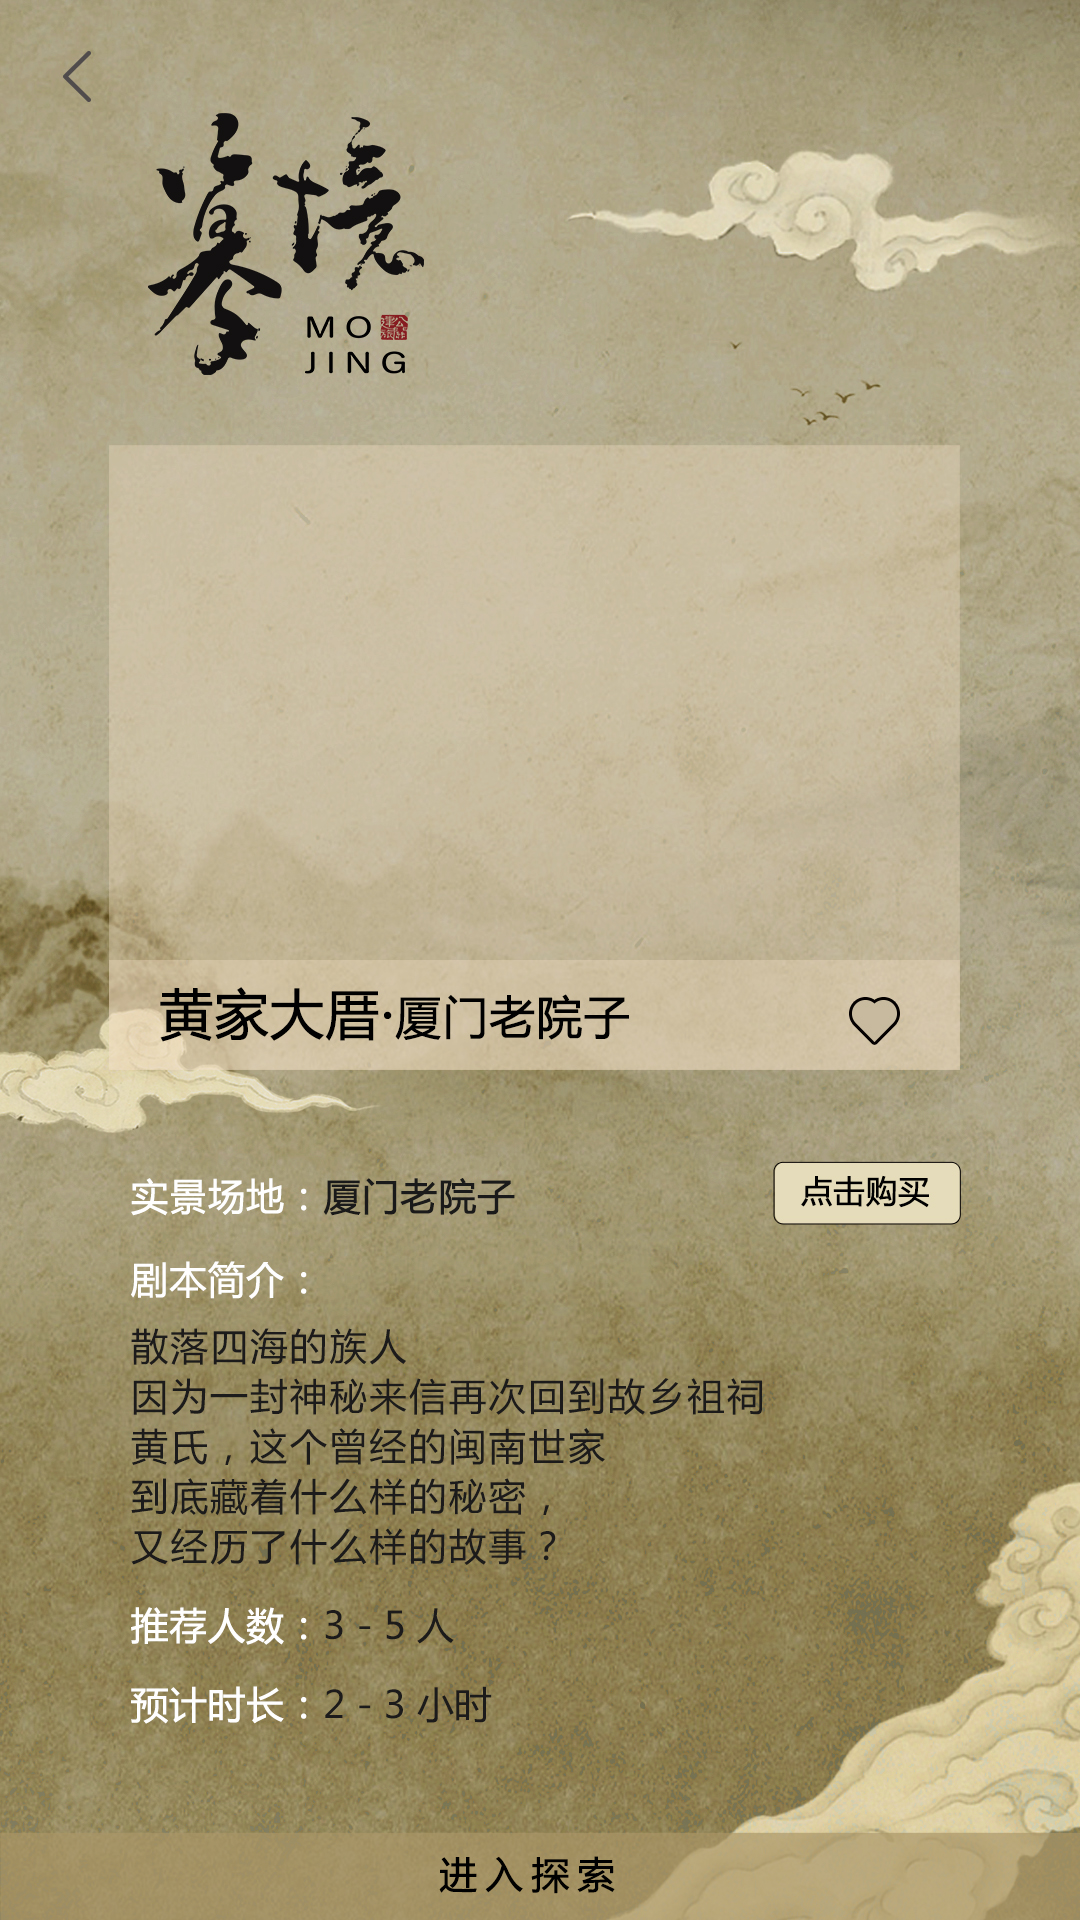 摹境
MO
JING
黄家大厝·厦门老院子
实景场地：厦门老院子
点击购买
剧本简介：
散落四海的族人
因为一封神秘来信再次回到故乡祖祠
黄氏，这个曾经的闽南世家
到底藏着什么样的秘密，
又经历了什么样的故事？
推荐人数：3 - 5 人
预计时长：2 - 3 小时
进入探索